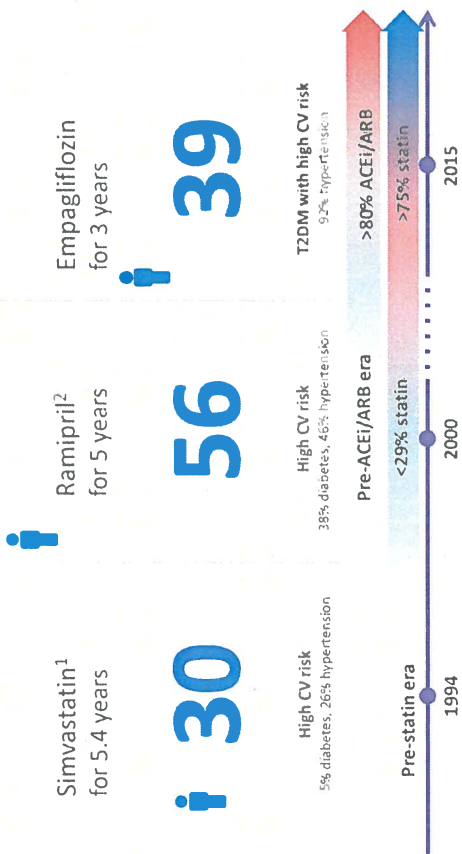 Simvastatin¹
for 5.4 years
30
High CV risk
5% diabetes, 26% hypertension
Ramipril²
for 5 years
56
High CV risk
38% diabetes, 46% hypertension
Empagliflozin
for 3 years
39
T2DM with high CV risk
92% hypertension
Pre-ACEi/ARB era
>80% ACEi/ARB
Pre-statin era
<29% statin
>75% statin
1994
2000
2015